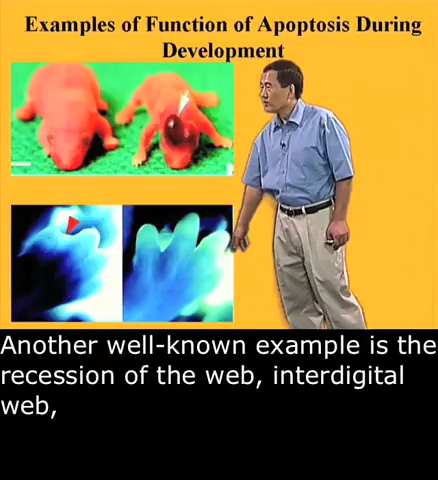 Examples of Function of Apoptosis During
Development
Another well-known example is the
recession of the web, interdigital
web,